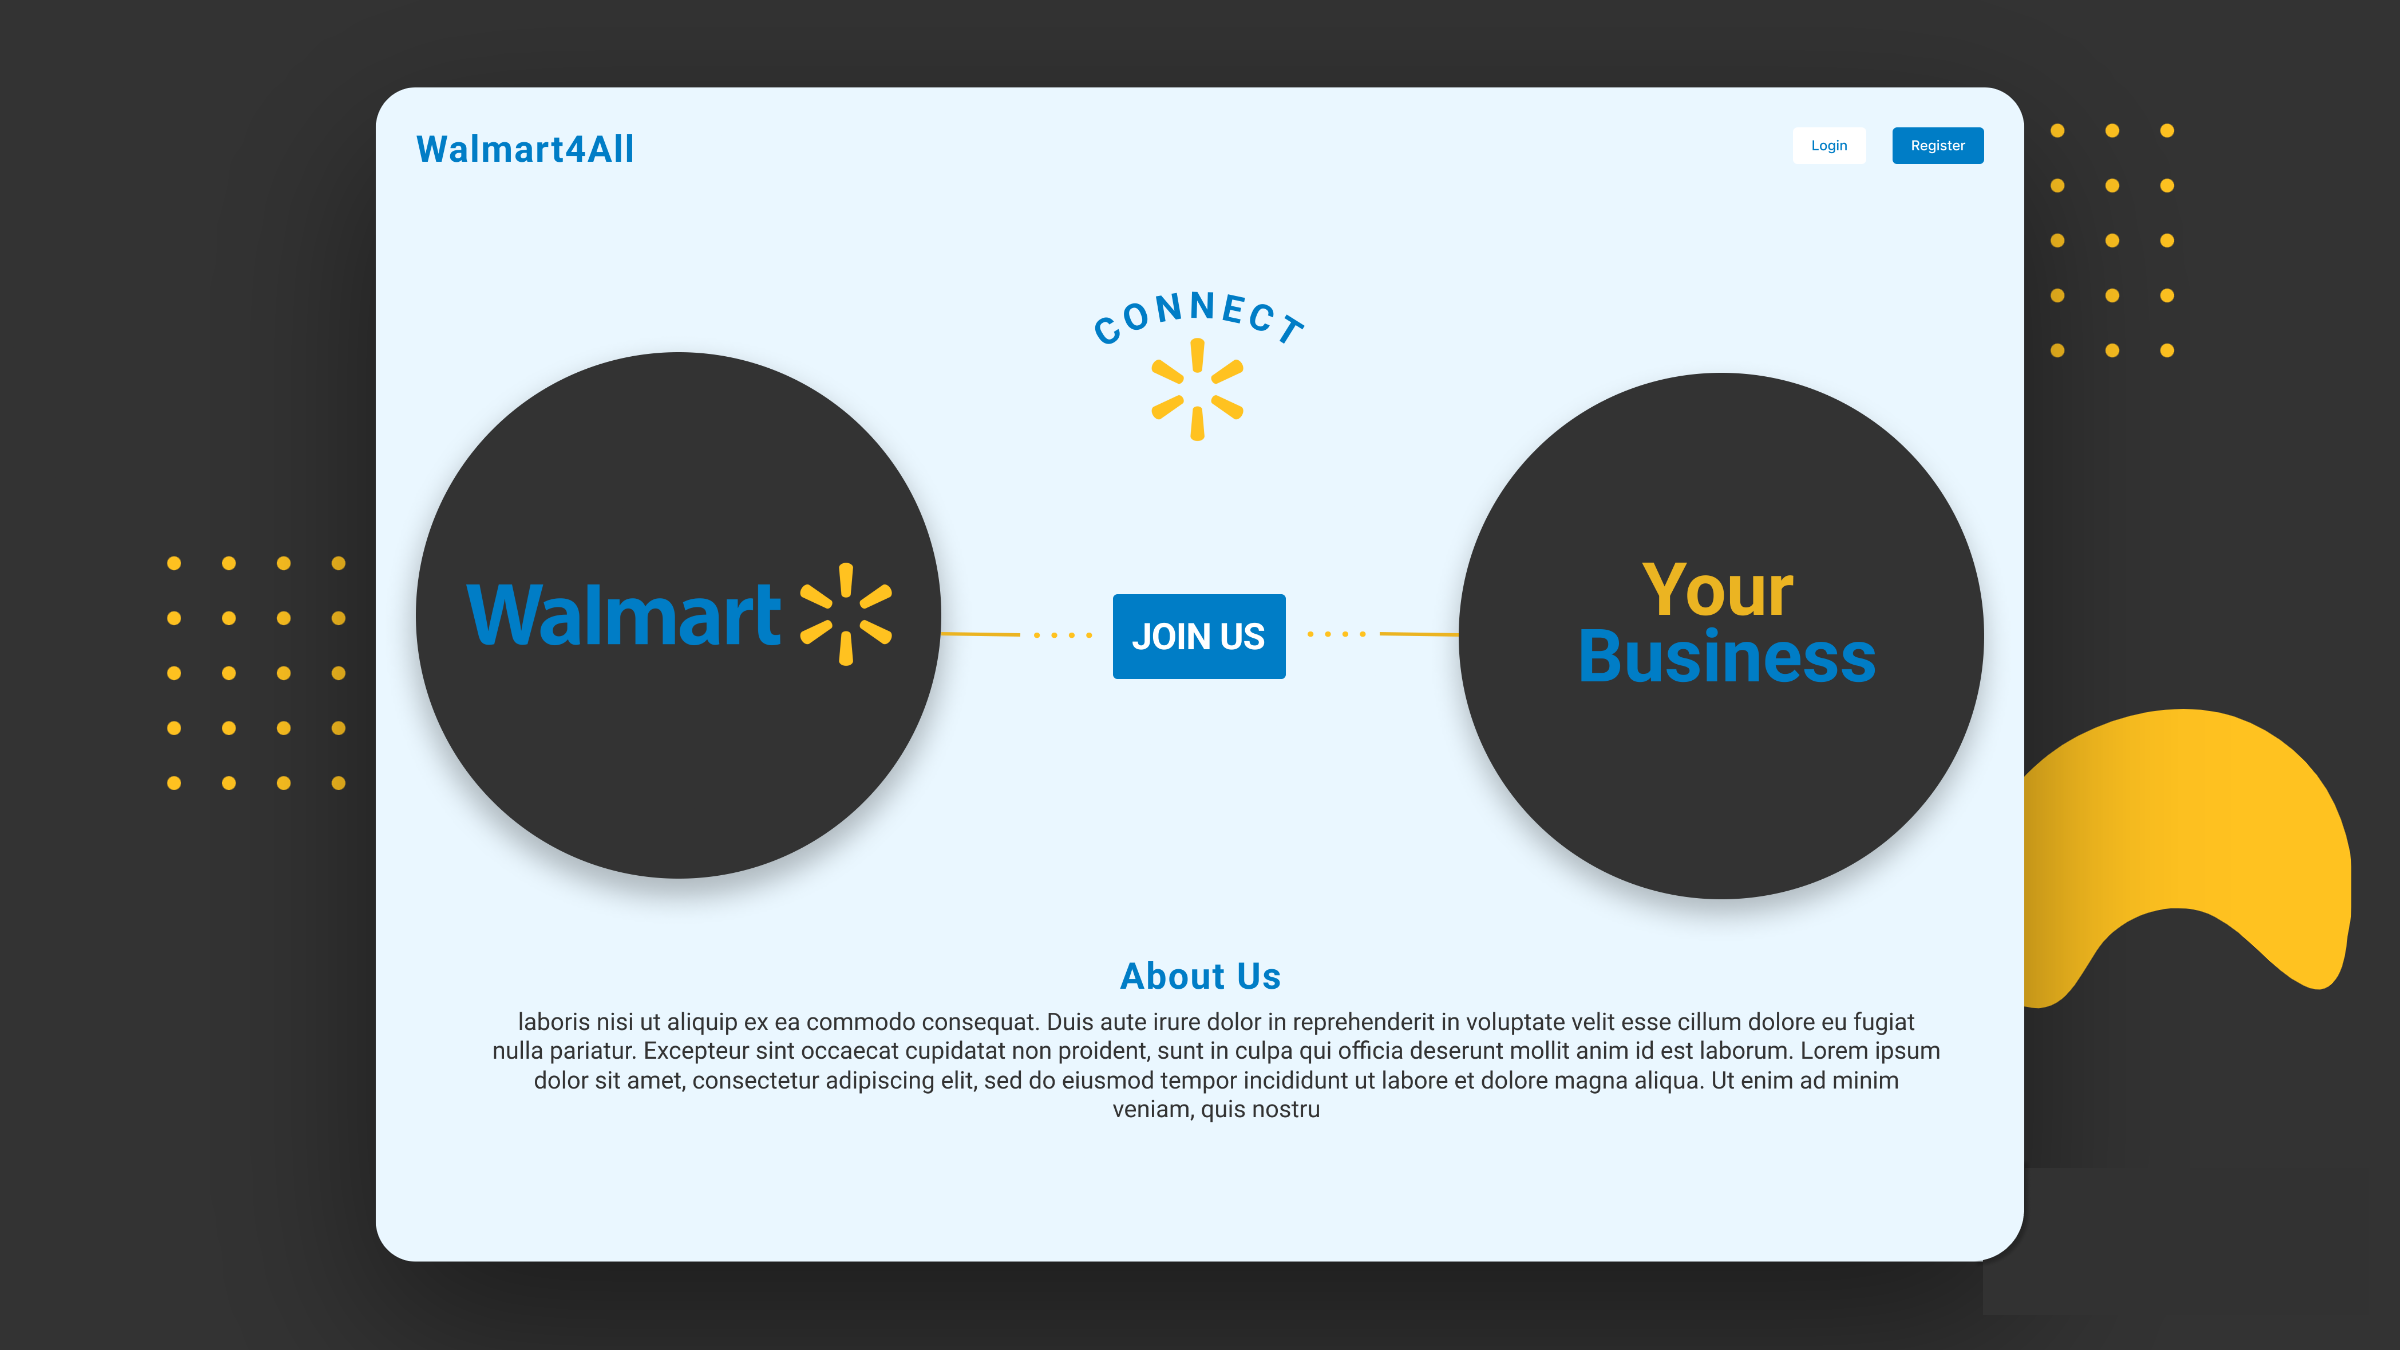 Walmart4All
Login
Register
CONNECT
Walmart
JOIN US
Your
Business
About Us
laboris nisi ut aliquip ex ea commodo consequat. Duis aute irure dolor in reprehenderit in voluptate velit esse cillum dolore eu fugiat
nulla pariatur. Excepteur sint occaecat cupidatat non proident, sunt in culpa qui officia deserunt mollit anim id est laborum. Lorem ipsum
dolor sit amet, consectetur adipiscing elit, sed do eiusmod tempor incididunt ut labore et dolore magna aliqua. Ut enim ad minim
veniam, quis nostru